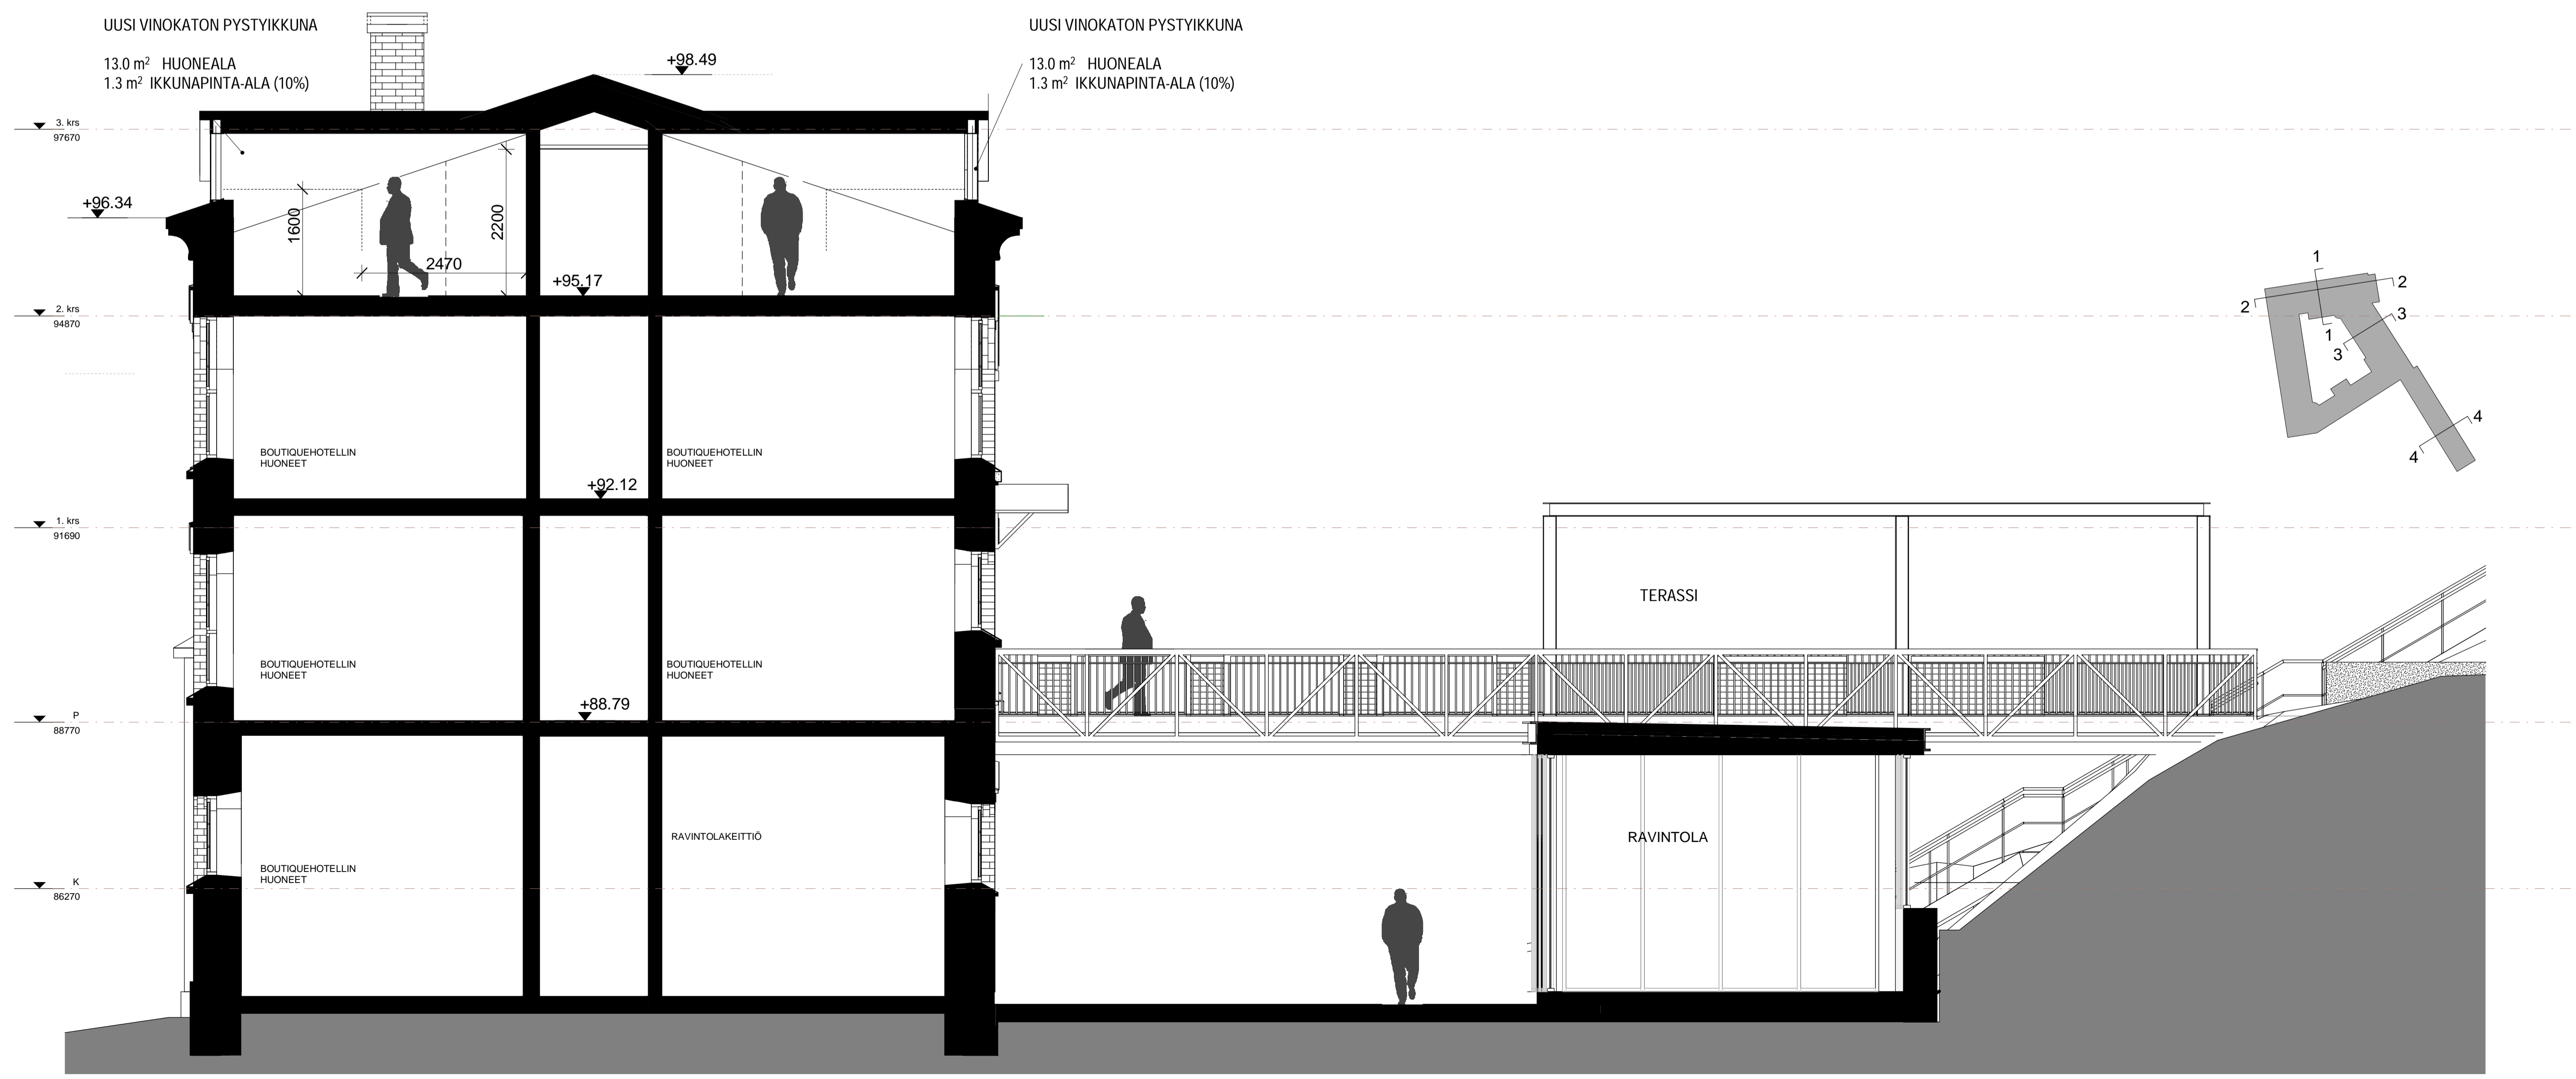 UUSI VINOKATON PYSTYIKKUNA
13.0 m² HUONEALA
1.3 m² IKKUNAPINTA-ALA (10%)
UUSI VINOKATON PYSTYIKKUNA
13.0 m² HUONEALA
1.3 m² IKKUNAPINTA-ALA (10%)
+98.49
3. krs
97670
+96.34
1600
2200
2470
+95.17
2. krs
94870
1
2
2
3
1
3
4
4
BOUTIQUEHOTELLIN
HUONEET
BOUTIQUEHOTELLIN
HUONEET
+92.12
1. krs
91690
TERASSI
BOUTIQUEHOTELLIN
HUONEET
BOUTIQUEHOTELLIN
HUONEET
+88.79
P
88770
RAVINTOLAKEITTIÖ
RAVINTOLA
BOUTIQUEHOTELLIN
HUONEET
K
86270